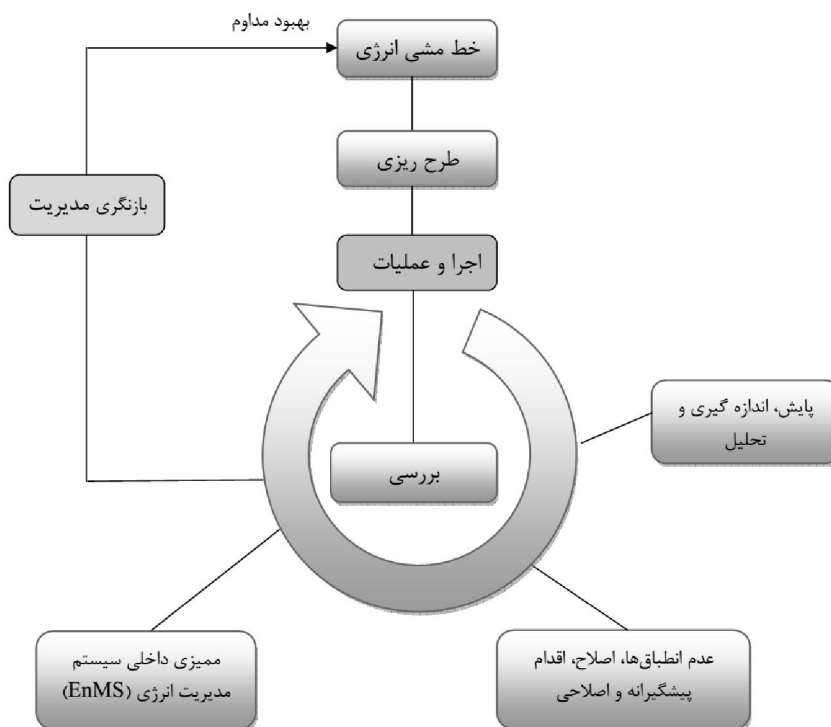 بهبود مداوم
خط مشی انرژی
طرح ریزی
بازنگری مدیریت
اجرا و عملیات
پایش، اندازه گیری و
تحلیل
بررسی
عدم انطباق‌ها، اصلاح، اقدام
پیشگیرانه و اصلاحی
ممیزی داخلی سیستم
مدیریت انرژی (EnMS)